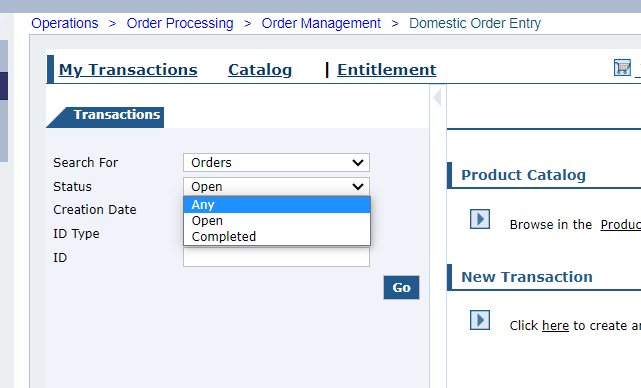 Operations > Order Processing > Order Management > Domestic Order Entry
My Transactions Catalog | Entitlement
Transactions
Search For Orders
Status Open
Any
Creation Date
Open
ID Type
Completed
ID
Go
Product Catalog
Browse in the
New Transaction
Click here to create